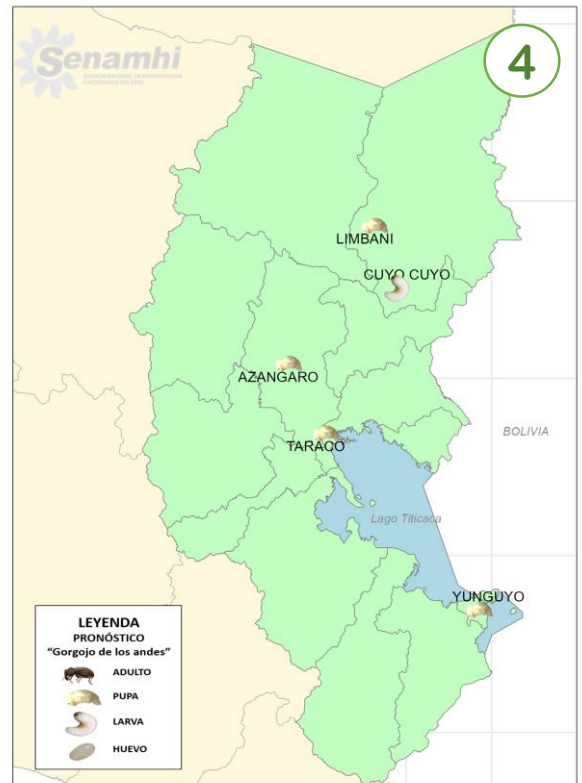 Senamhi
4
LIMBANI
CUYO CUYO
AZANGARO
TARACO
BOLIVIA
Lago Titicaca
YUNGUYO
LEYENDA
PRONÓSTICO
“Gorgojo de los andes”
ADULTO
PUPA
LARVA
HUEVO